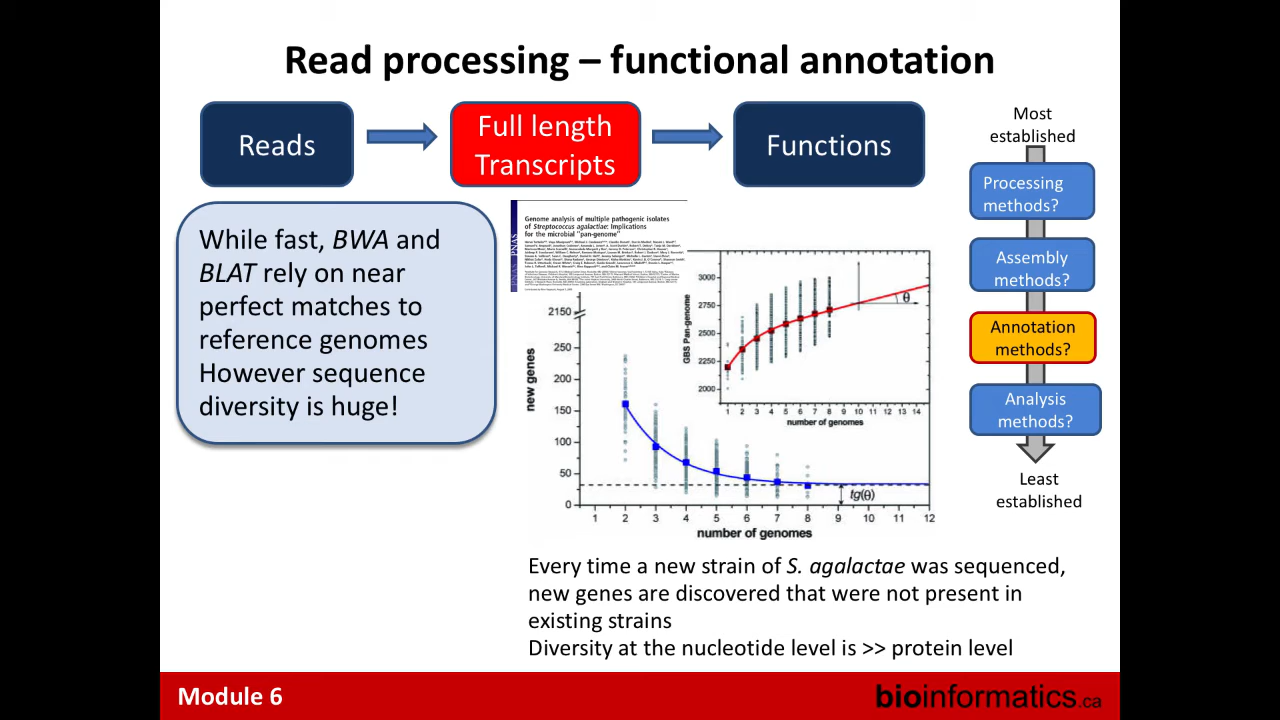 Read processing – functional annotation
Reads
Full length
Transcripts
Functions
Most
established
Processing
methods?
Assembly
methods?
Annotation
methods?
Analysis
methods?
Least
established
While fast, BWA and
BLAT rely on near
perfect matches to
reference genomes
However sequence
diversity is huge!
PNAS PNAS
Genome analysis of multiple pathogenic isolates
of Streptococcus agalactiae: Implications
for the microbial "pan-genome"
2150
250
200
150
100
50
0
new genes
1 2 3 4 5 6 7 8 9 10 11 12
number of genomes
tg(θ)
3000
2750
2500
2250
2000
GBS Pan-genome
θ
1 2 3 4 5 6 7 8 10 11 12 13 14
number of genomes
Every time a new strain of S. agalactae was sequenced,
new genes are discovered that were not present in
existing strains
Diversity at the nucleotide level is >> protein level
Module 6
bioinformatics.ca